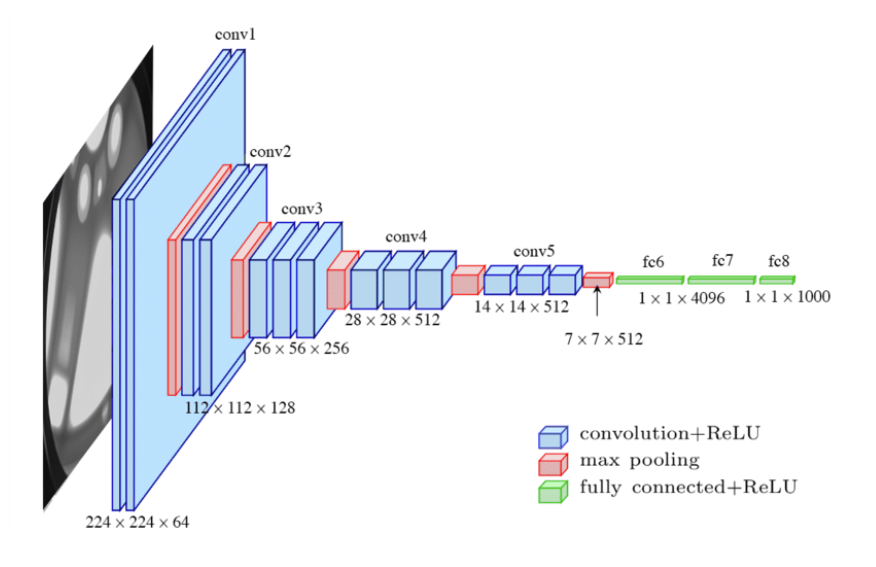 conv1
conv2
conv3
conv4
conv5
fc6
fc7
fc8
1 × 1 × 4096
1 × 1 × 1000
14 × 14 × 512
28 × 28 × 512
7 × 7 × 512
56 × 56 × 256
112 × 112 × 128
224 × 224 × 64
convolution+ReLU
max pooling
fully connected+ReLU